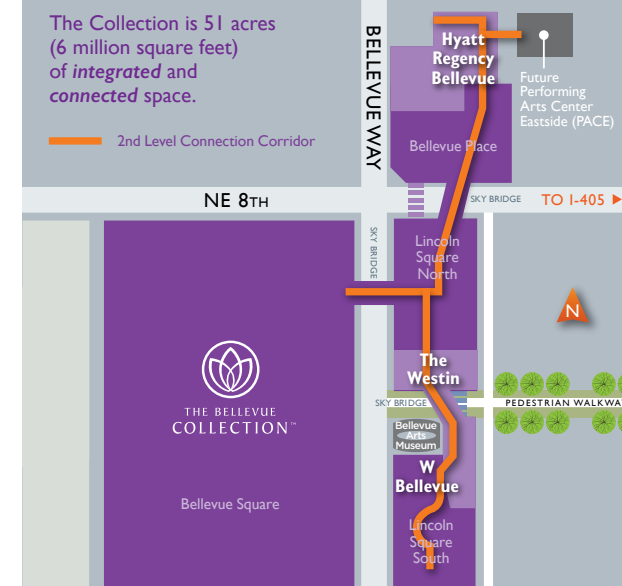 The Collection is 51 acres
(6 million square feet)
of integrated and
connected space.
2nd Level Connection Corridor
BELLEVUE WAY
Hyatt
Regency
Bellevue
Future
Performing
Arts Center
Eastside (PACE)
Bellevue Place
NE 8TH
SKY BRIDGE
TO I-405
SKY BRIDGE
Lincoln
Square
North
N
The
Westin
SKY BRIDGE
PEDESTRIAN WALKWA
THE BELLEVUE
COLLECTION™
Bellevue
Arts
Museum
W
Bellevue
Bellevue Square
Lincoln
Square
South